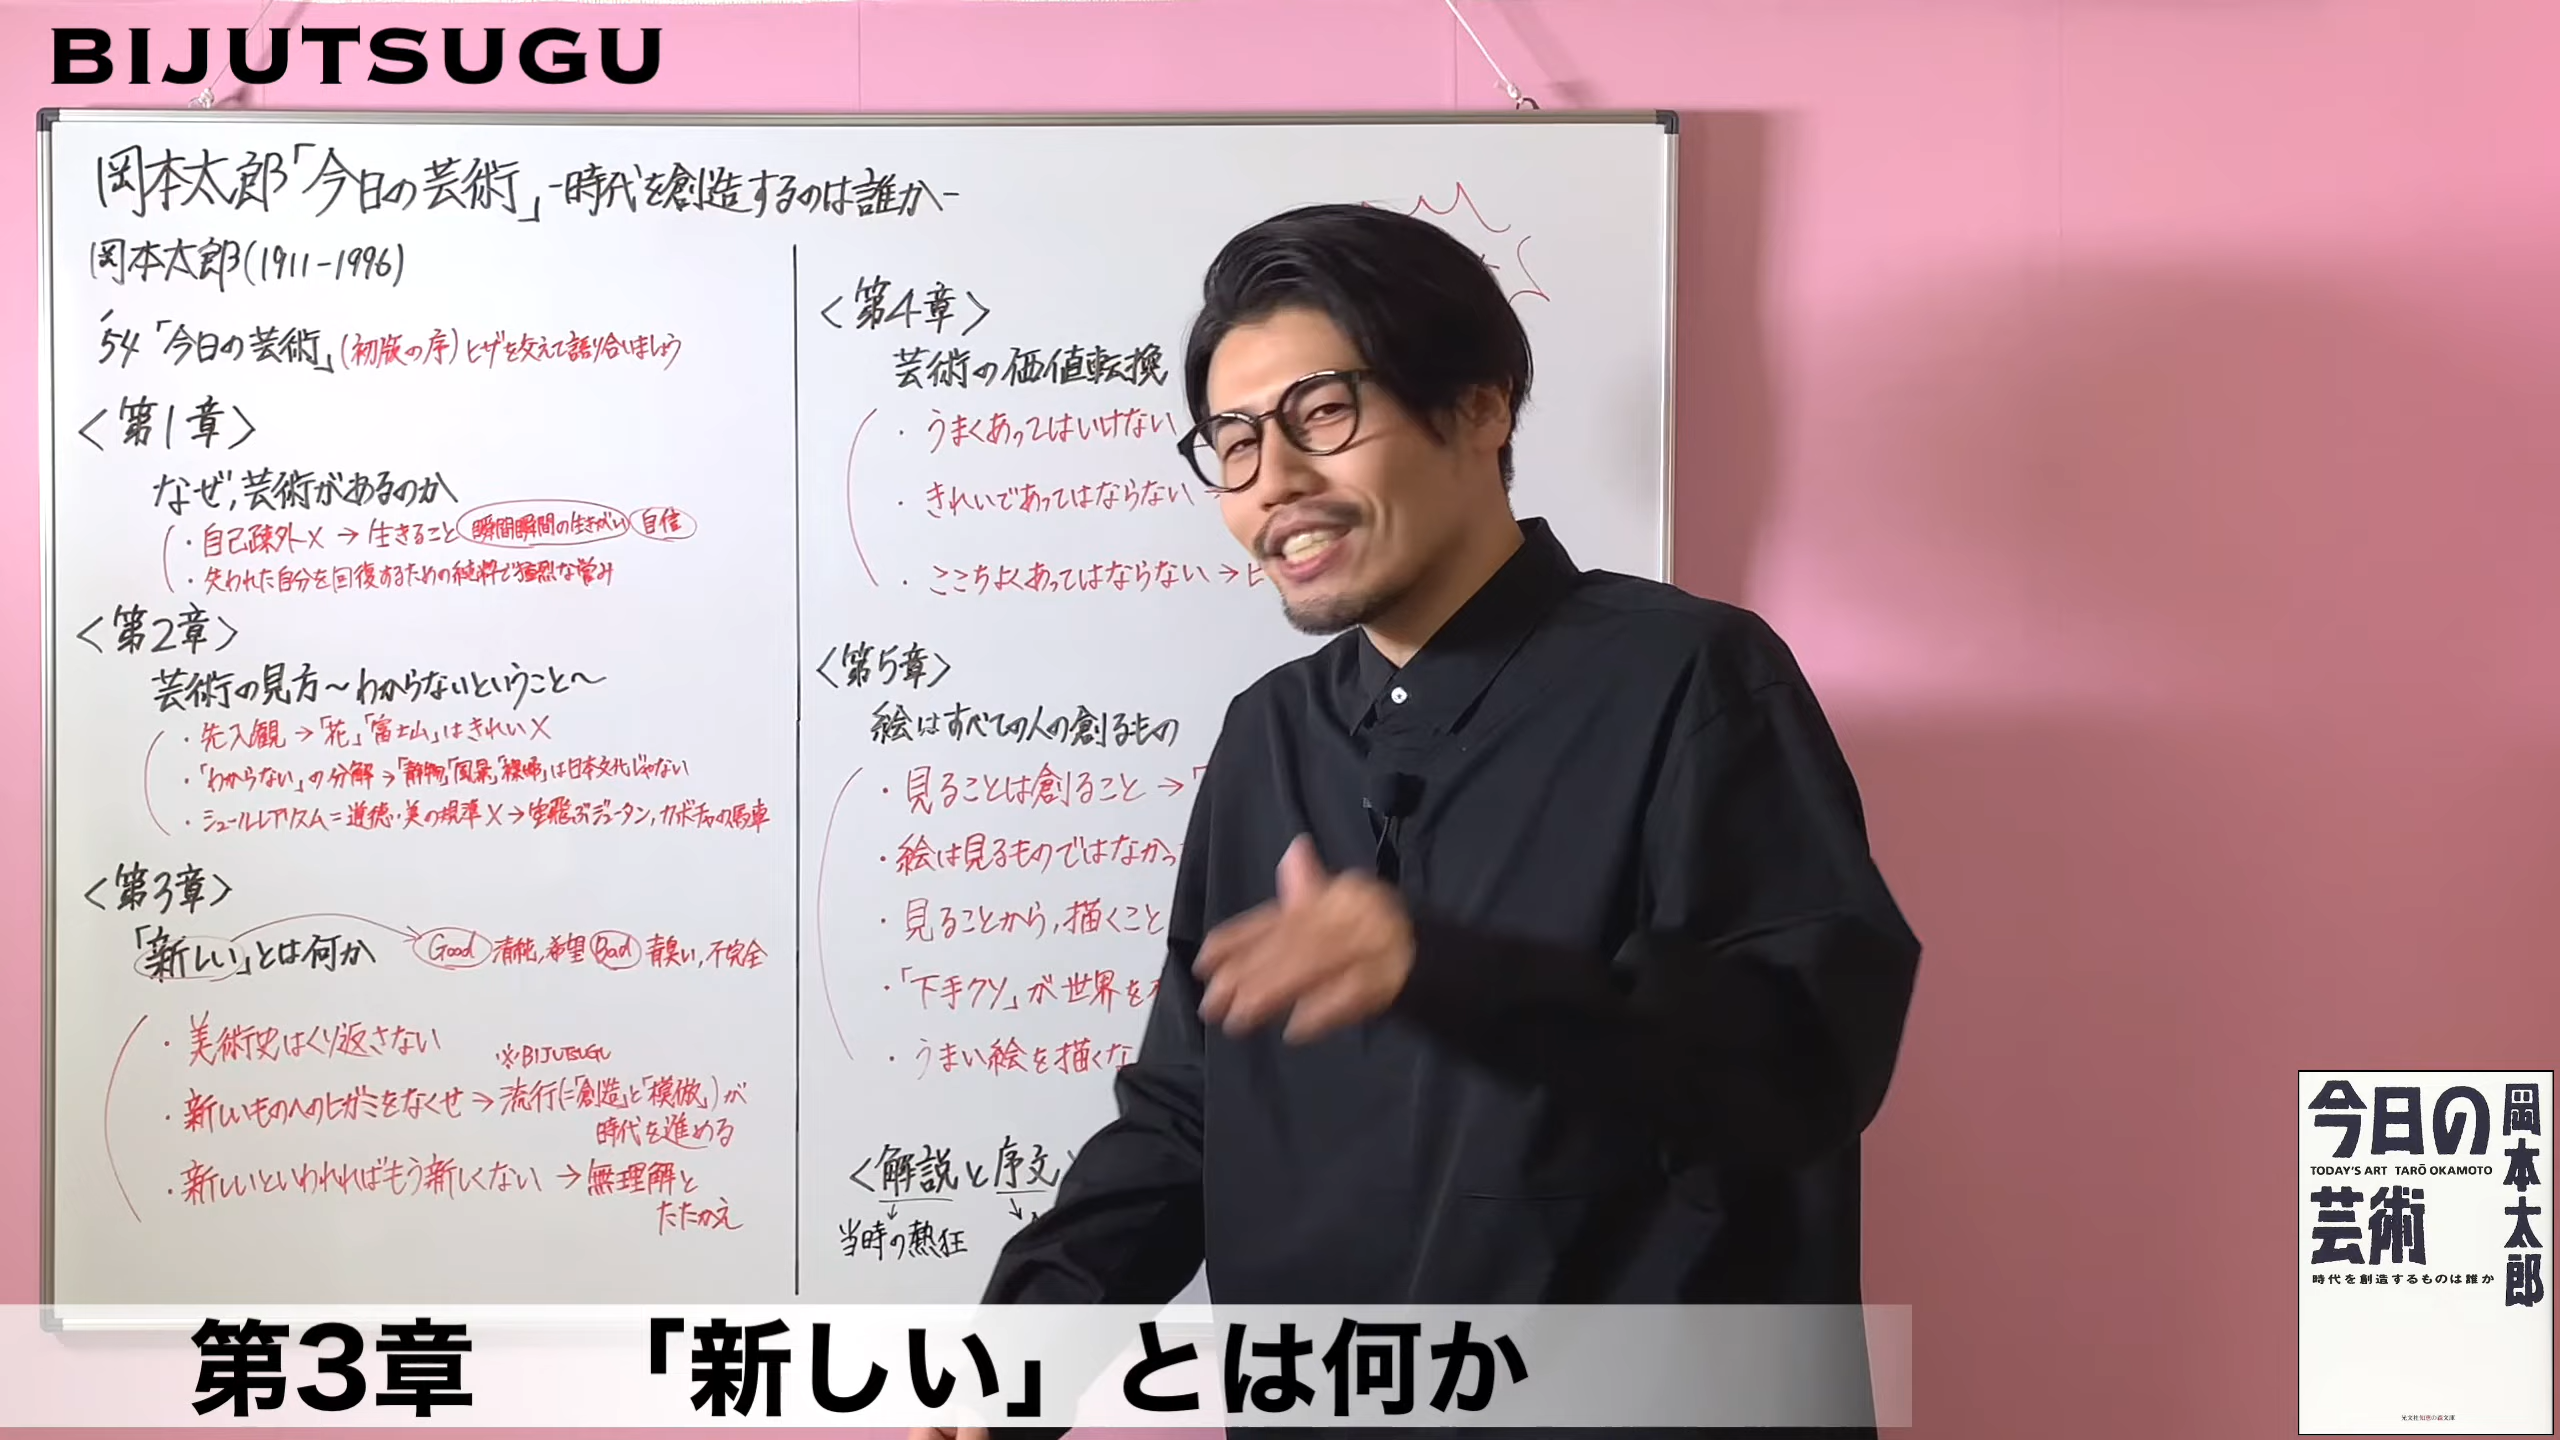 BIJUTSUGU
岡本太郎「今日の芸術」-時代を創造するのは誰か-
岡本太郎(1911-1996)
'54「今日の芸術」(初版の序)ヒザを交えて語り合いましょう
<第1章>
なぜ,芸術があるのか
・自己疎外× → 生きること 瞬間瞬間の生きがい 自信
・失われた自分を回復するための純粋で猛烈な営み
<第2章>
芸術の見方〜わからないということ〜
・先入観 →「花」「富士山」はきれい×
・「わからない」の分解 →「静物」「風景」「裸婦」は日本文化じゃない
・シュールレアリスム=道徳・美の規準× → 空飛ぶジュータン,カボチャの馬車
<第3章>
「新しい」とは何か Good 清純,希望 Bad 青臭い,不完全
・美術史はくり返さない
※BIJUTSUGU
・新しいものへのヒガミをなくせ → 流行(=「創造」と「模倣」)が
時代を進める
・新しいといわれればもう新しくない → 無理解と
たたかえ
<第4章>
芸術の価値転換
・うまくあってはいけない
・きれいであってはならない →
・ここちよくあってはならない → ヒ
<第5章>
絵はすべての人の創るもの
・見ることは創ること →「
・絵は見るものではなかっ
・見ることから,描くこと
・「下手クソ」が世界を
・うまい絵を描くな
<解説と序文>
↓ ↓
当時の熱狂
第3章 「新しい」とは何か
今日の
TODAY'S ART TARŌ OKAMOTO
芸術
時代を創造するものは誰か
岡本太郎
光文社知恵の森文庫